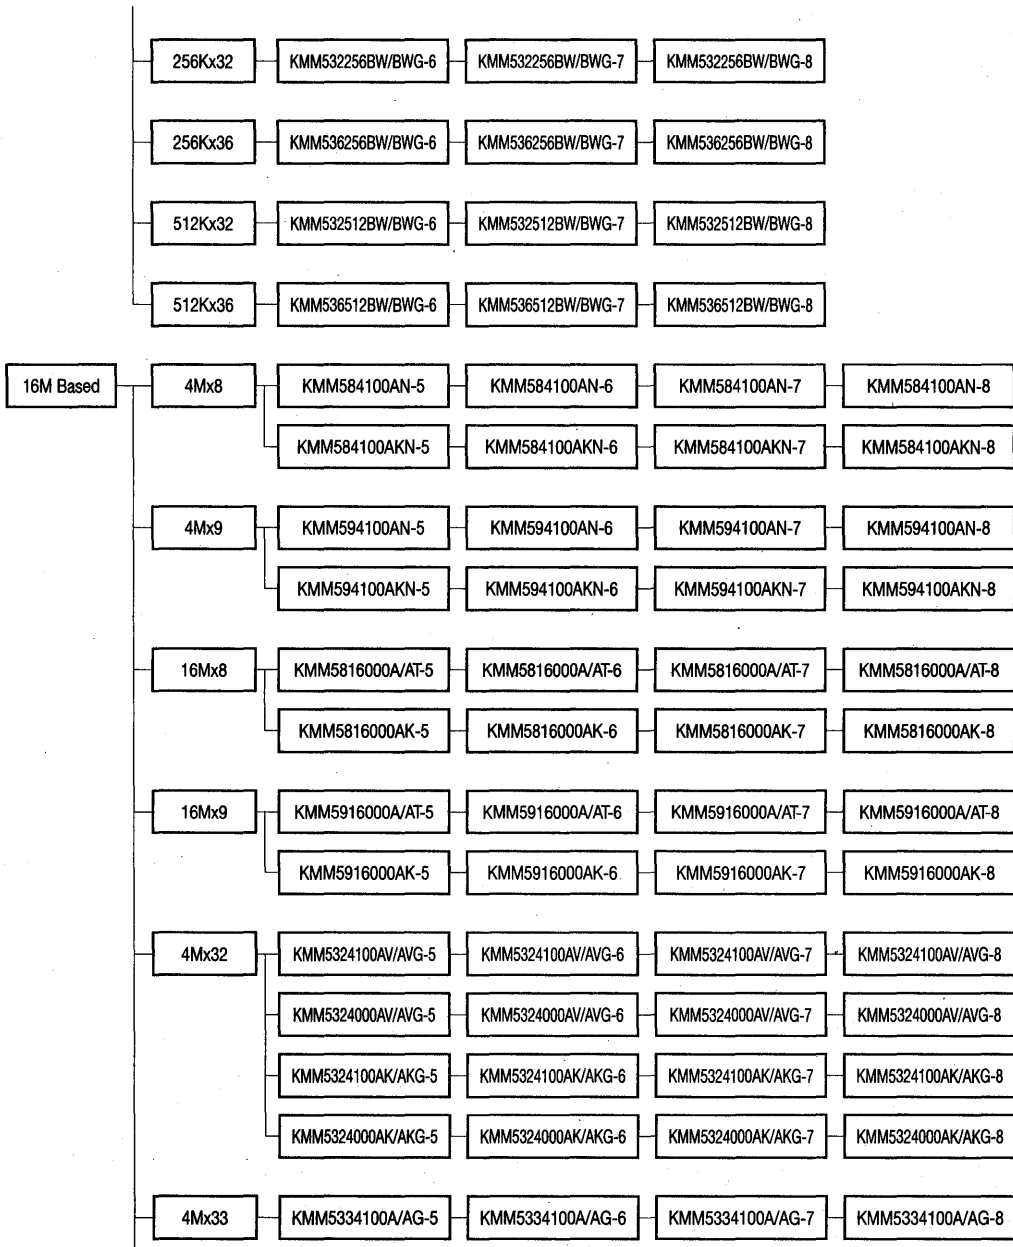 256Kx32 KMM532256BW/BWG-6 KMM532256BW/BWG-7 KMM532256BW/BWG-8
256Kx36 KMM536256BW/BWG-6 KMM536256BW/BWG-7 KMM536256BW/BWG-8
512Kx32 KMM532512BW/BWG-6 KMM532512BW/BWG-7 KMM532512BW/BWG-8
512Kx36 KMM536512BW/BWG-6 KMM536512BW/BWG-7 KMM536512BW/BWG-8
16M Based 4Mx8 KMM584100AN-5 KMM584100AN-6 KMM584100AN-7 KMM584100AN-8
KMM584100AKN-5 KMM584100AKN-6 KMM584100AKN-7 KMM584100AKN-8
4Mx9 KMM594100AN-5 KMM594100AN-6 KMM594100AN-7 KMM594100AN-8
KMM594100AKN-5 KMM594100AKN-6 KMM594100AKN-7 KMM594100AKN-8
16Mx8 KMM5816000A/AT-5 KMM5816000A/AT-6 KMM5816000A/AT-7 KMM5816000A/AT-8
KMM5816000AK-5 KMM5816000AK-6 KMM5816000AK-7 KMM5816000AK-8
16Mx9 KMM5916000A/AT-5 KMM5916000A/AT-6 KMM5916000A/AT-7 KMM5916000A/AT-8
KMM5916000AK-5 KMM5916000AK-6 KMM5916000AK-7 KMM5916000AK-8
4Mx32 KMM5324100AV/AVG-5 KMM5324100AV/AVG-6 KMM5324100AV/AVG-7 KMM5324100AV/AVG-8
KMM5324000AV/AVG-5 KMM5324000AV/AVG-6 KMM5324000AV/AVG-7 KMM5324000AV/AVG-8
KMM5324100AK/AKG-5 KMM5324100AK/AKG-6 KMM5324100AK/AKG-7 KMM5324100AK/AKG-8
KMM5324000AK/AKG-5 KMM5324000AK/AKG-6 KMM5324000AK/AKG-7 KMM5324000AK/AKG-8
4Mx33 KMM5334100A/AG-5 KMM5334100A/AG-6 KMM5334100A/AG-7 KMM5334100A/AG-8